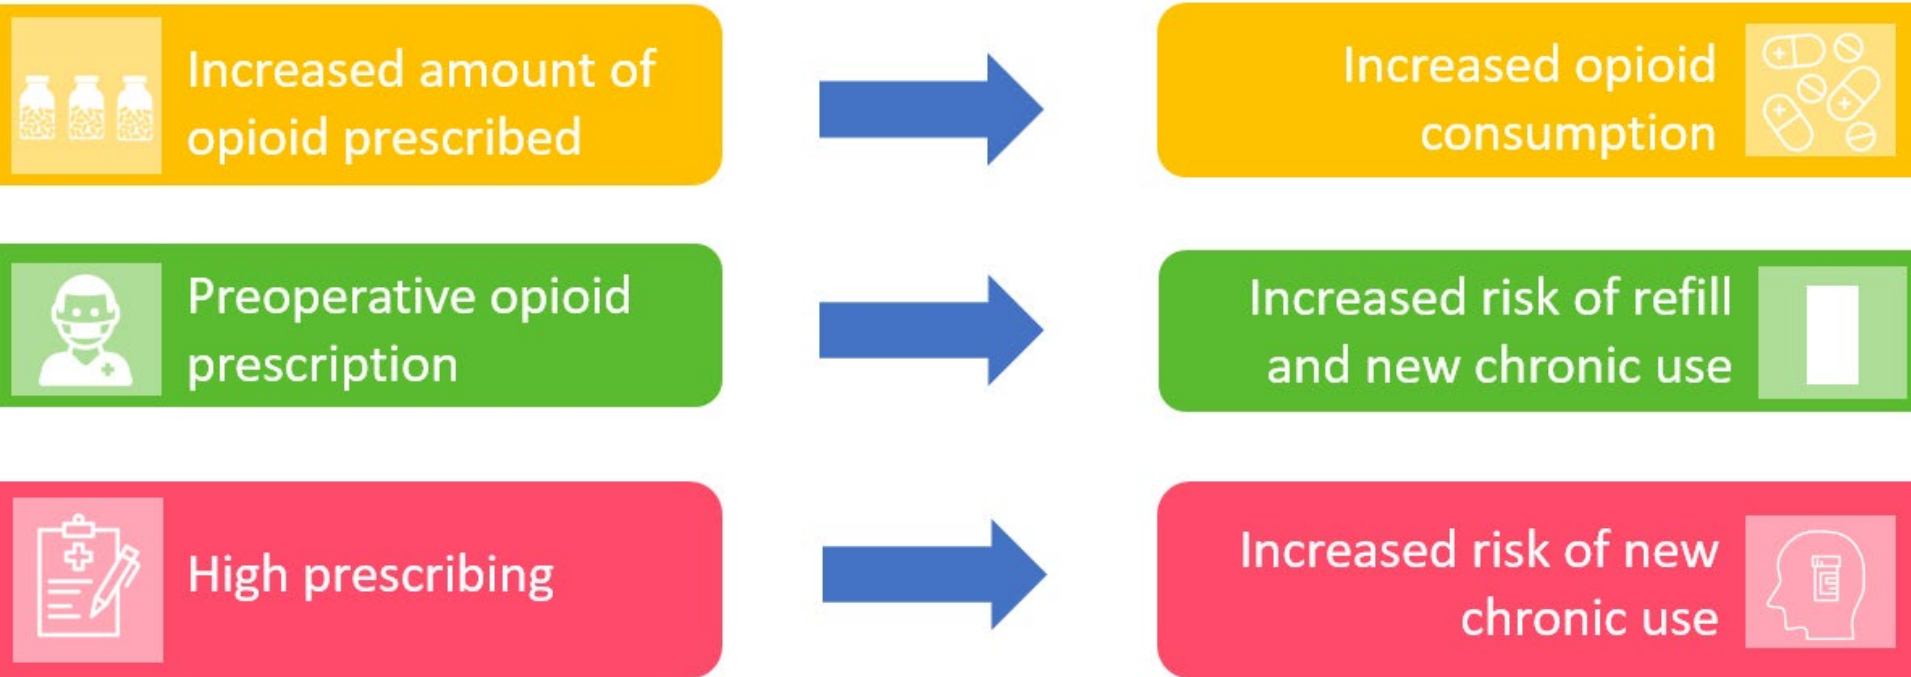 Increased amount of
opioid prescribed
Increased opioid
consumption
Preoperative opioid
prescription
Increased risk of refill
and new chronic use
High prescribing
Increased risk of new
chronic use